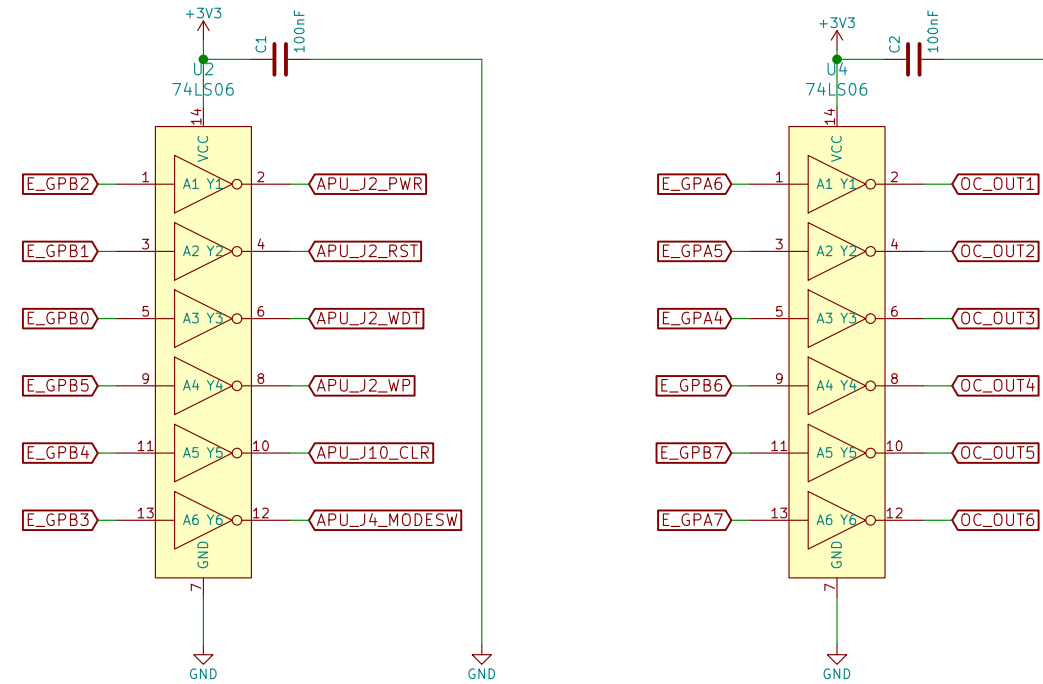 +3V3
C1
100nF
U2
74LS06
14
VCC
E_GPB2 1 A1 Y1 2 APU_J2_PWR
E_GPB1 3 A2 Y2 4 APU_J2_RST
E_GPB0 5 A3 Y3 6 APU_J2_WDT
E_GPB5 9 A4 Y4 8 APU_J2_WP
E_GPB4 11 A5 Y5 10 APU_J10_CLR
E_GPB3 13 A6 Y6 12 APU_J4_MODESW
GND
7
GND
GND
+3V3
C2
100nF
U4
74LS06
14
VCC
E_GPA6 1 A1 Y1 2 OC_OUT1
E_GPA5 3 A2 Y2 4 OC_OUT2
E_GPA4 5 A3 Y3 6 OC_OUT3
E_GPB6 9 A4 Y4 8 OC_OUT4
E_GPB7 11 A5 Y5 10 OC_OUT5
E_GPA7 13 A6 Y6 12 OC_OUT6
GND
7
GND